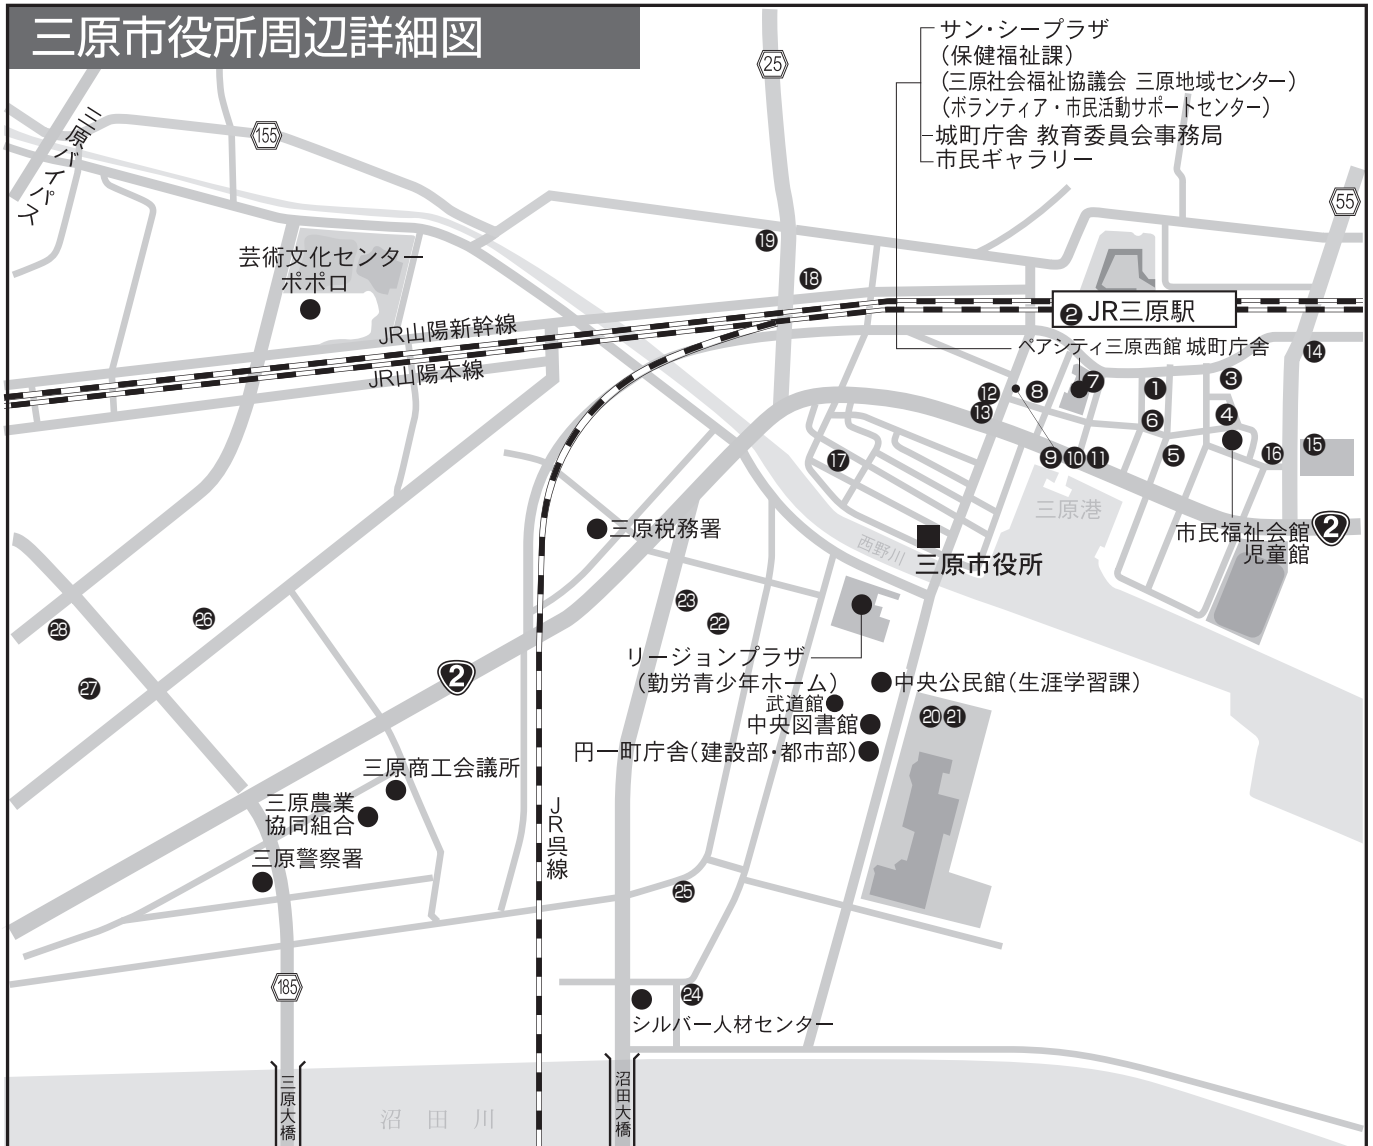 三原市役所周辺詳細図
25
サン・シープラザ
(保健福祉課)
(三原社会福祉協議会 三原地域センター)
(ボランティア・市民活動サポートセンター)
城町庁舎 教育委員会事務局
市民ギャラリー
三原バイパス
155
55
芸術文化センター
ポポロ
19
18
JR山陽新幹線
JR山陽本線
2 JR三原駅
ペアシティ三原西館 城町庁舎
14
12
8
7
1
3
13
6
4
17
9 10 11
5
16
15
三原港
三原税務署
西野川
三原市役所
市民福祉会館
児童館
2
28
26
23
22
27
リージョンプラザ
(勤労青少年ホーム)
中央公民館(生涯学習課)
武道館
中央図書館
20 21
円一町庁舎(建設部・都市部)
2
三原商工会議所
三原農業
協同組合
三原警察署
JR呉線
25
185
24
シルバー人材センター
三原大橋
沼田川
沼田大橋